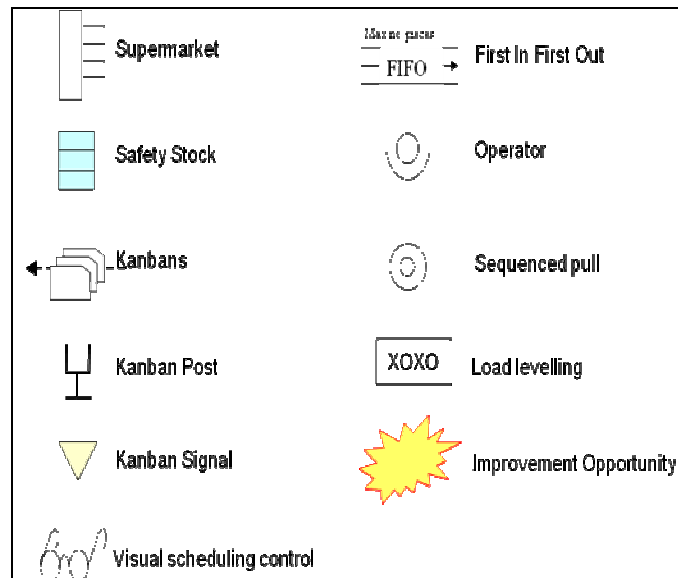 Supermarket
FIFO
First In First Out
Safety Stock
Operator
Kanbans
Sequenced pull
Kanban Post
XOXO
Load levelling
Kanban Signal
Improvement Opportunity
Visual scheduling control